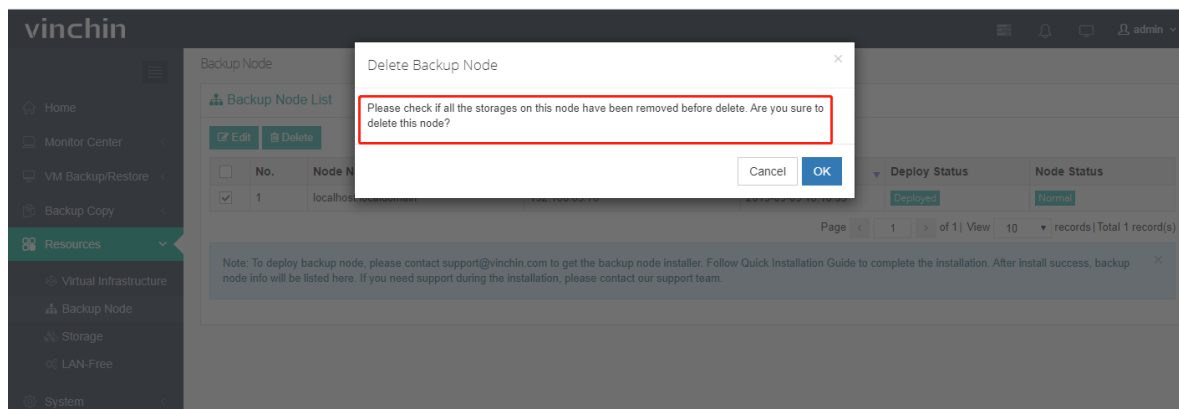 vinchin
admin
Backup Node
Delete Backup Node
×
Home
Backup Node List
Please check if all the storages on this node have been removed before delete. Are you sure to
delete this node?
Monitor Center
Edit Delete
VM Backup/Restore
Cancel OK
No. Node N Deploy Status Node Status
1 Deployed Normal
Backup Copy
Page 1 of 1 | View 10 records | Total 1 record(s)
Resources
Note: To deploy backup node, please contact support@vinchin.com to get the backup node installer. Follow Quick Installation Guide to complete the installation. After install success, backup
node info will be listed here. If you need support during the installation, please contact our support team.
Virtual Infrastructure
Backup Node
Storage
LAN-Free
System